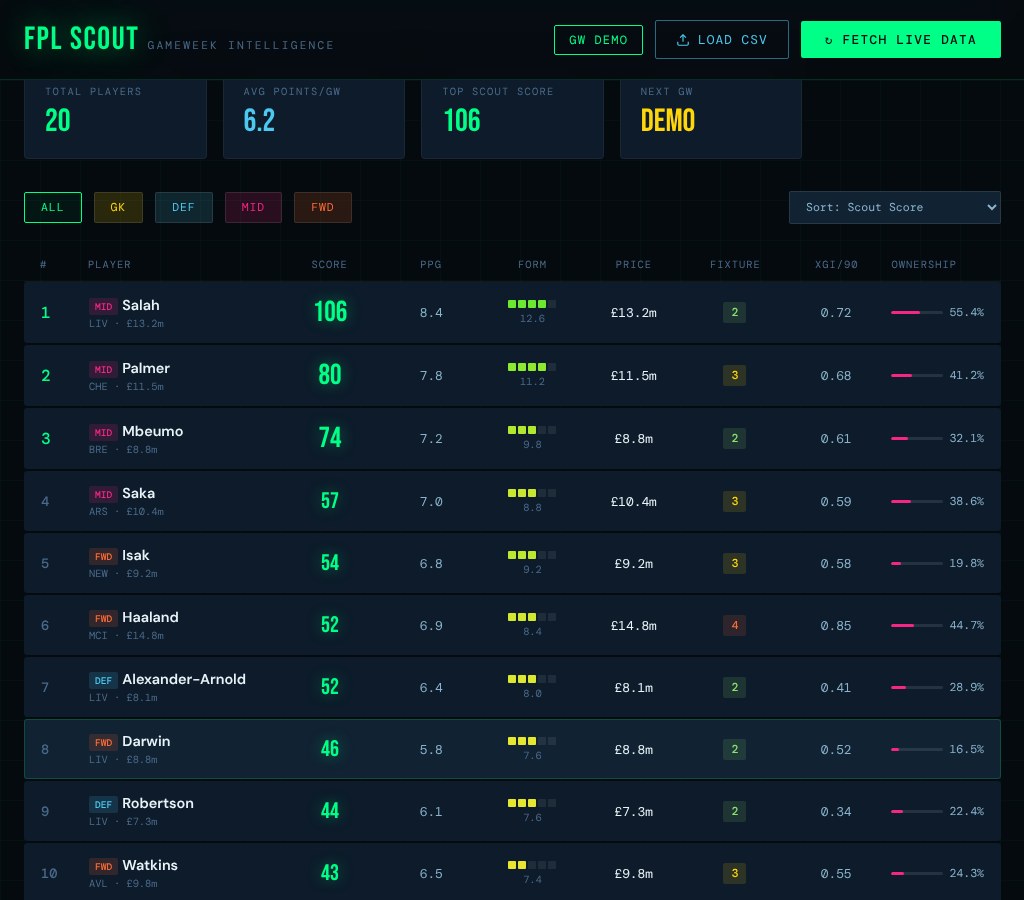 FPL SCOUT GAMEWEEK INTELLIGENCE
GW DEMO
LOAD CSV
↻ FETCH LIVE DATA
TOTAL PLAYERS
20
AVG POINTS/GW
6.2
TOP SCOUT SCORE
106
NEXT GW
DEMO
ALL GK DEF MID FWD
Sort: Scout Score
# PLAYER SCORE PPG FORM PRICE FIXTURE XGI/90 OWNERSHIP
1 MID Salah 106 8.4 12.6 £13.2m 2 0.72 55.4%
LIV · £13.2m
2 MID Palmer 80 7.8 11.2 £11.5m 3 0.68 41.2%
CHE · £11.5m
3 MID Mbeumo 74 7.2 9.8 £8.8m 2 0.61 32.1%
BRE · £8.8m
4 MID Saka 57 7.0 8.8 £10.4m 3 0.59 38.6%
ARS · £10.4m
5 FWD Isak 54 6.8 9.2 £9.2m 3 0.58 19.8%
NEW · £9.2m
6 FWD Haaland 52 6.9 8.4 £14.8m 4 0.85 44.7%
MCI · £14.8m
7 DEF Alexander-Arnold 52 6.4 8.0 £8.1m 2 0.41 28.9%
LIV · £8.1m
8 FWD Darwin 46 5.8 7.6 £8.8m 2 0.52 16.5%
LIV · £8.8m
9 DEF Robertson 44 6.1 7.6 £7.3m 2 0.34 22.4%
LIV · £7.3m
10 FWD Watkins 43 6.5 7.4 £9.8m 3 0.55 24.3%
AVL · £9.8m